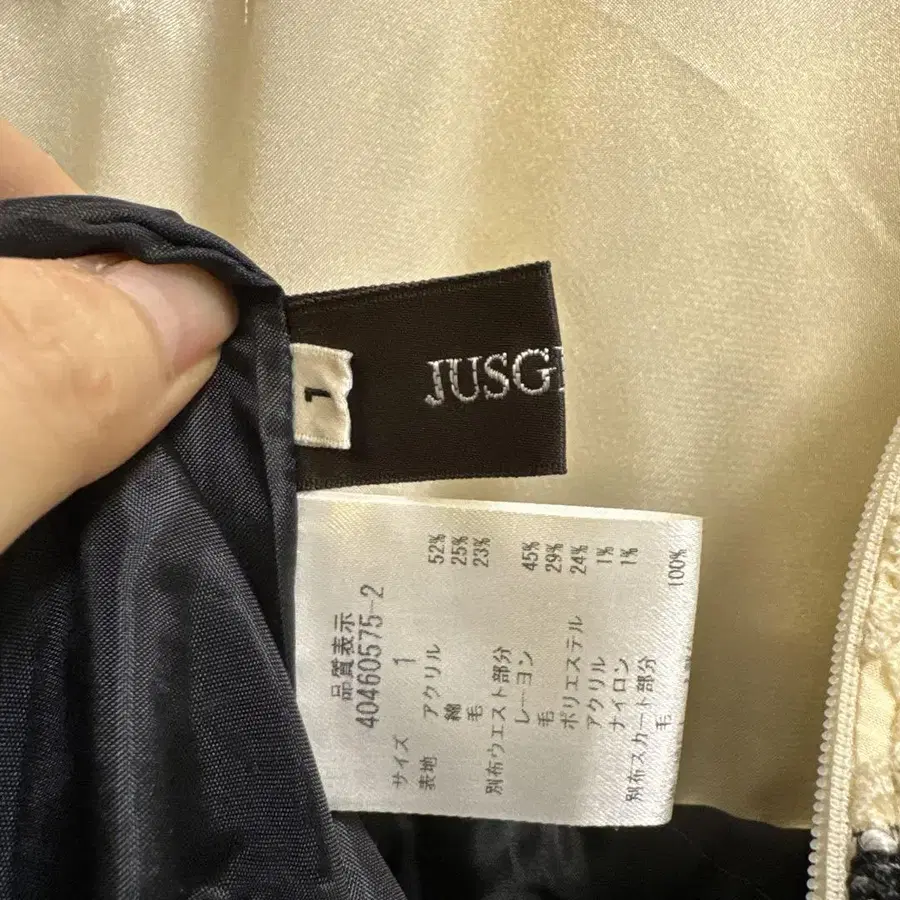 JUSG
1
品質表示
40460575-2
サイズ 1
表地 アクリル 52%
綿 25%
毛 23%
別布ウエスト部分
レーヨン 45%
毛 29%
ポリエステル 24%
アクリル 1%
ナイロン 1%
別布スカート部分
毛 100%